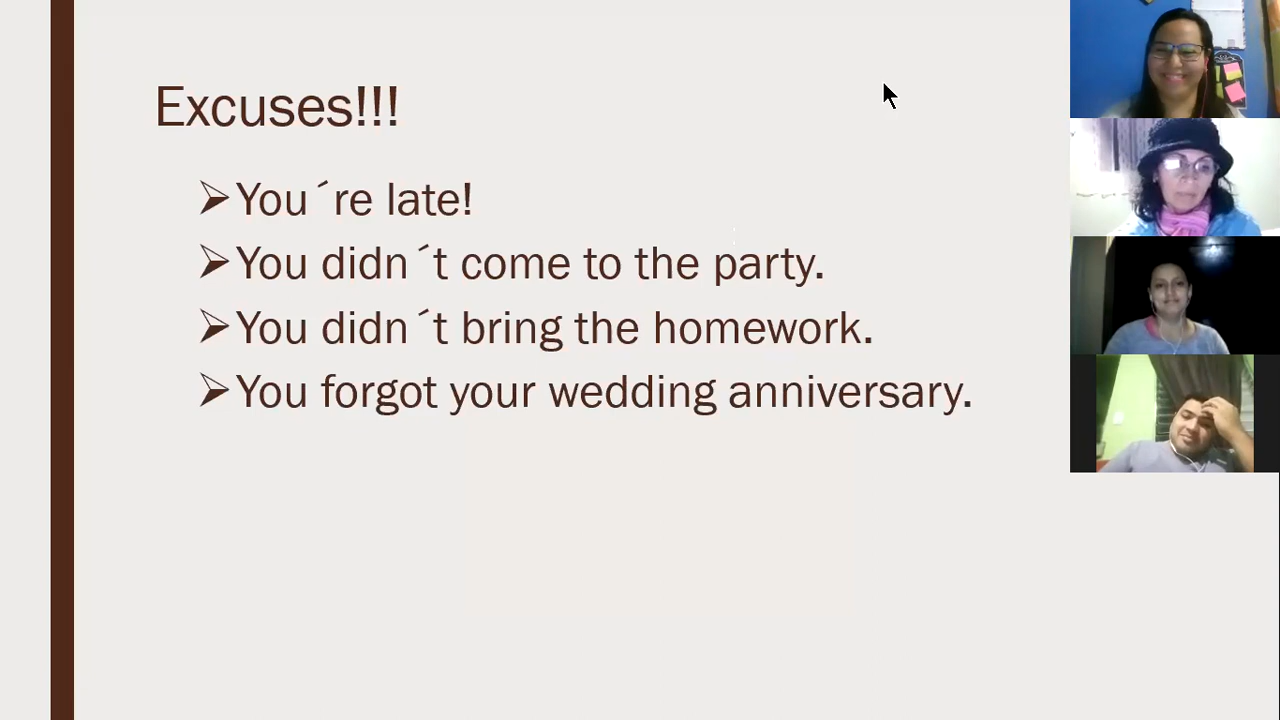 Excuses!!!
➢You´re late!
➢You didn´t come to the party.
➢You didn´t bring the homework.
➢You forgot your wedding anniversary.